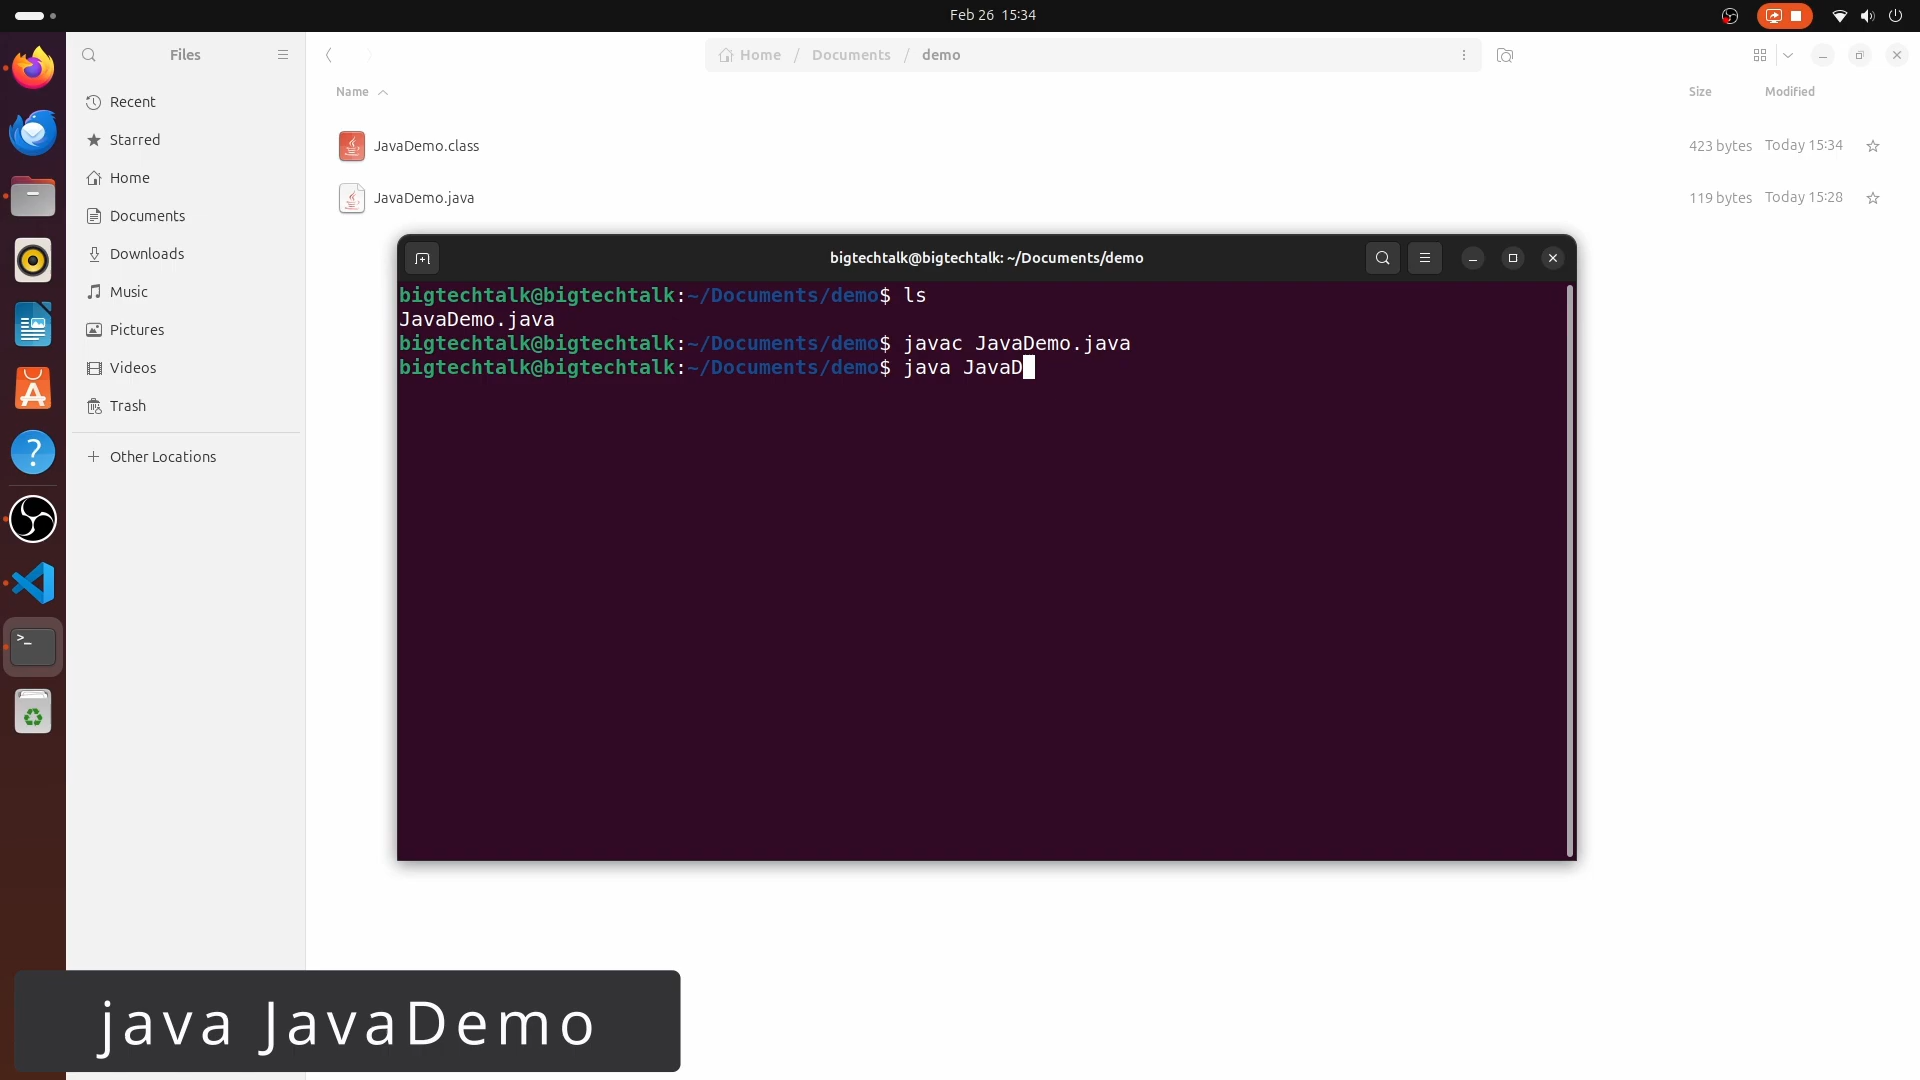 Feb 26 15:34
Files
Home / Documents / demo
Name
Size
Modified
Recent
Starred
Home
Documents
Downloads
Music
Pictures
Videos
Trash
Other Locations
JavaDemo.class
423 bytes
Today 15:34
JavaDemo.java
119 bytes
Today 15:28
bigtechtalk@bigtechtalk: ~/Documents/demo
bigtechtalk@bigtechtalk:~/Documents/demo$ ls
JavaDemo.java
bigtechtalk@bigtechtalk:~/Documents/demo$ javac JavaDemo.java
bigtechtalk@bigtechtalk:~/Documents/demo$ java JavaD
java JavaDemo